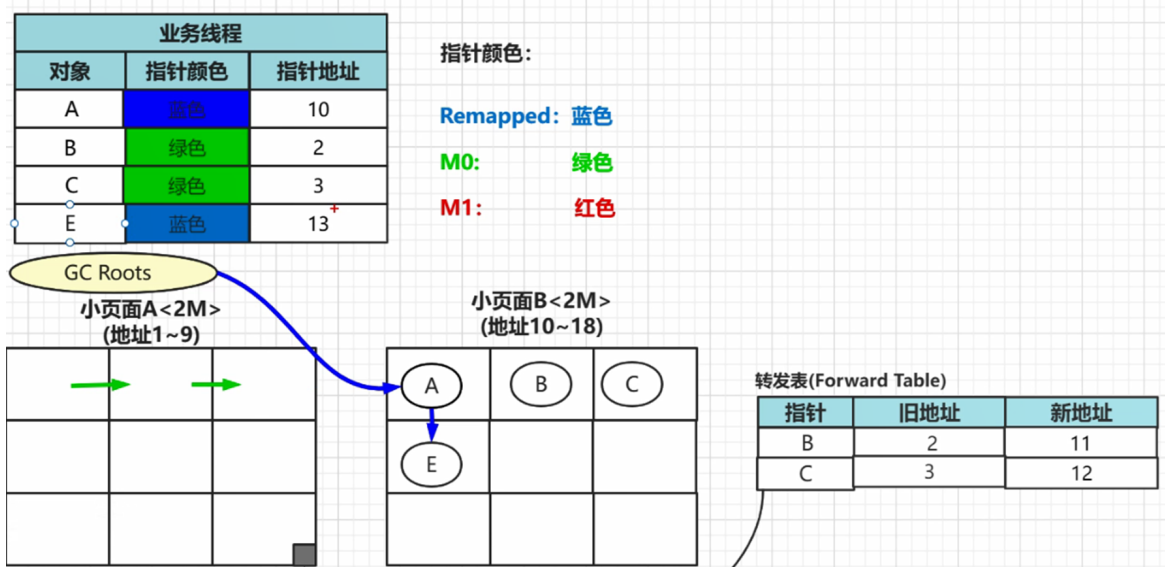 业务线程
对象 指针颜色 指针地址
A 蓝色 10
B 绿色 2
C 绿色 3
E 蓝色 13
指针颜色：
Remapped： 蓝色
M0： 绿色
M1： 红色
GC Roots
小页面A<2M>
(地址1~9)
小页面B<2M>
(地址10~18)
A B C
E
转发表(Forward Table)
指针 旧地址 新地址
B 2 11
C 3 12